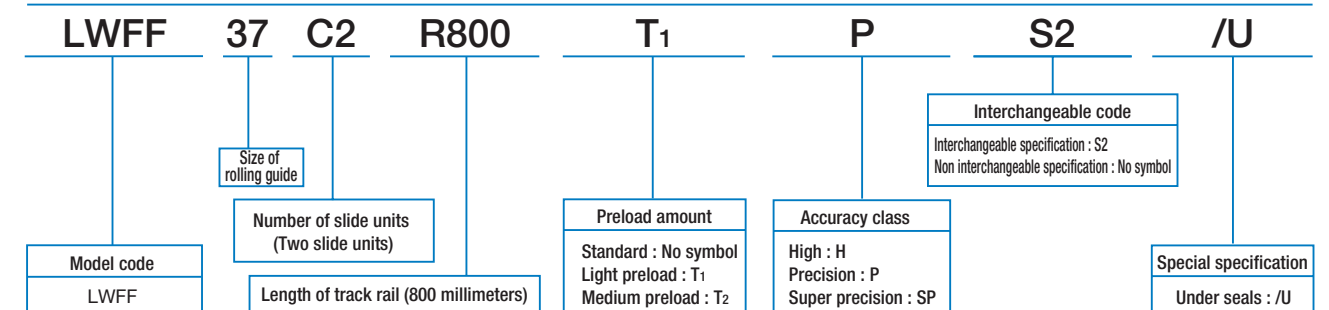 LWFF 37 C2 R800 T1 P S2 /U
Interchangeable code
Interchangeable specification : S2
Non interchangeable specification : No symbol
Size of
rolling guide
Number of slide units
(Two slide units)
Preload amount
Standard : No symbol
Light preload : T1
Medium preload : T2
Accuracy class
High : H
Precision : P
Super precision : SP
Model code
LWFF
Length of track rail (800 millimeters)
Special specification
Under seals : /U